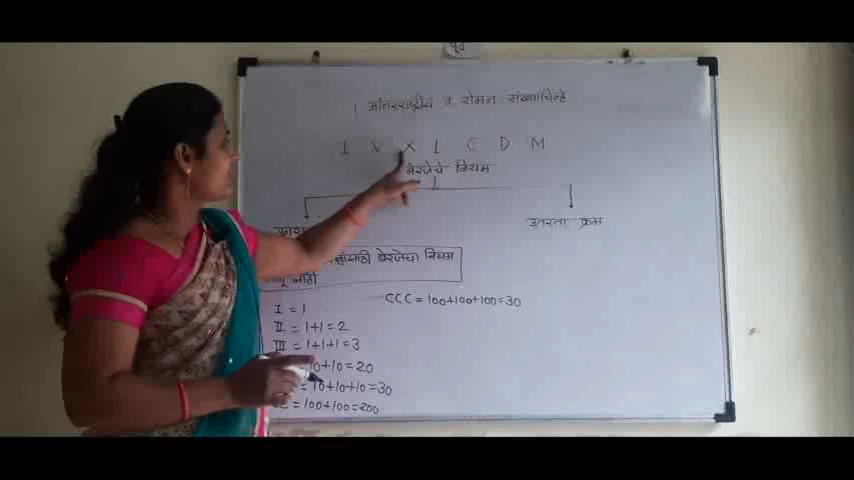 पूर्व
आंतरराष्ट्रीय व रोमन संख्याचिन्हे
I V X L C D M
बेरजेचे नियम
उतरता क्रम
बेरजेचा नियम
नाही
I = 1
CCC = 100+100+100=30
II = 1+1=2
III = 1+1+1=3
10+10=20
= 10+10+10=30
= 100+100=200